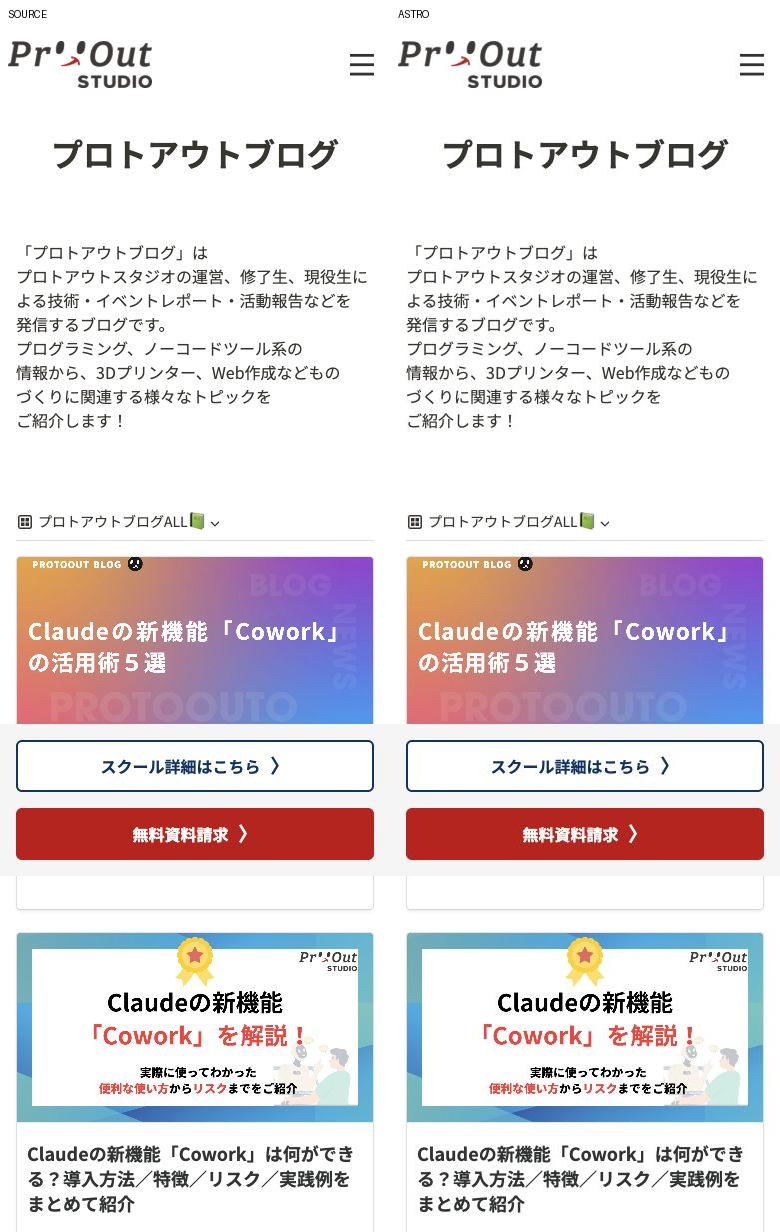 SOURCE
PrOut
STUDIO
プロトアウトブログ
「プロトアウトブログ」は
プロトアウトスタジオの運営、修了生、現役生に
よる技術・イベントレポート・活動報告などを
発信するブログです。
プログラミング、ノーコードツール系の
情報から、3Dプリンター、Web作成などもの
づくりに関連する様々なトピックを
ご紹介します！
プロトアウトブログALL
PROTOOUT BLOG
BLOG
NEWS
Claudeの新機能「Cowork」
の活用術５選
PROTOOUTO
スクール詳細はこちら 〉
無料資料請求 〉
PrOut
STUDIO
Claudeの新機能
「Cowork」を解説！
実際に使ってわかった
便利な使い方からリスクまでをご紹介
Claudeの新機能「Cowork」は何ができ
る？導入方法／特徴／リスク／実践例を
まとめて紹介
ASTRO
PrOut
STUDIO
プロトアウトブログ
「プロトアウトブログ」は
プロトアウトスタジオの運営、修了生、現役生に
よる技術・イベントレポート・活動報告などを
発信するブログです。
プログラミング、ノーコードツール系の
情報から、3Dプリンター、Web作成などもの
づくりに関連する様々なトピックを
ご紹介します！
プロトアウトブログALL
PROTOOUT BLOG
BLOG
NEWS
Claudeの新機能「Cowork」
の活用術５選
PROTOOUTO
スクール詳細はこちら 〉
無料資料請求 〉
PrOut
STUDIO
Claudeの新機能
「Cowork」を解説！
実際に使ってわかった
便利な使い方からリスクまでをご紹介
Claudeの新機能「Cowork」は何ができ
る？導入方法／特徴／リスク／実践例を
まとめて紹介